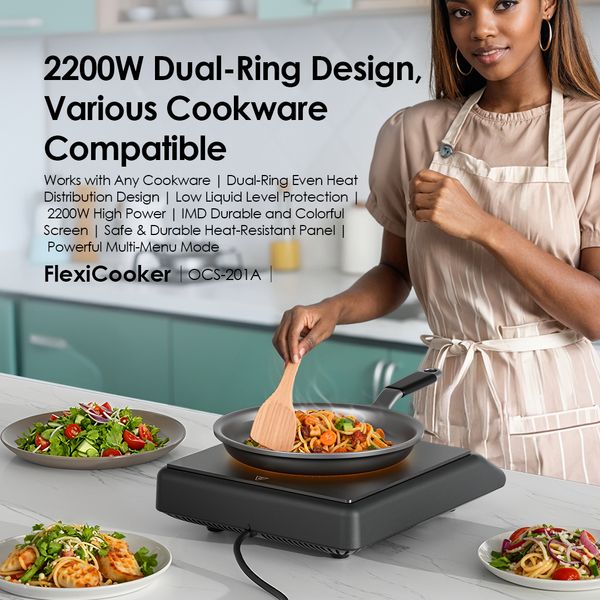 2200W Dual-Ring Design,
Various Cookware
Compatible
Works with Any Cookware | Dual-Ring Even Heat
Distribution Design | Low Liquid Level Protection |
2200W High Power | IMD Durable and Colorful
Screen | Safe & Durable Heat-Resistant Panel |
Powerful Multi-Menu Mode
FlexiCooker | OCS-201A |